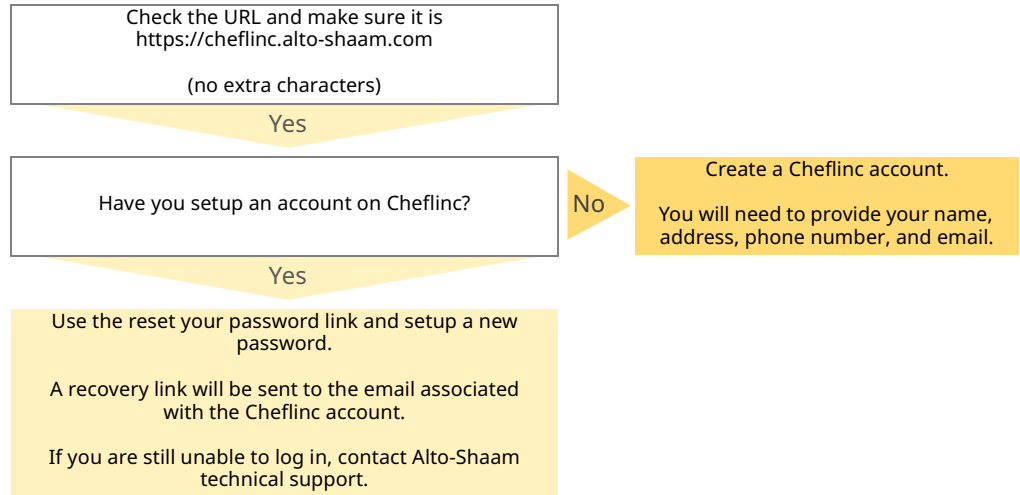 Check the URL and make sure it is
https://cheflinc.alto-shaam.com
(no extra characters)
Yes
Have you setup an account on Cheflinc?
No
Create a Cheflinc account.
You will need to provide your name,
address, phone number, and email.
Yes
Use the reset your password link and setup a new
password.
A recovery link will be sent to the email associated
with the Cheflinc account.
If you are still unable to log in, contact Alto-Shaam
technical support.